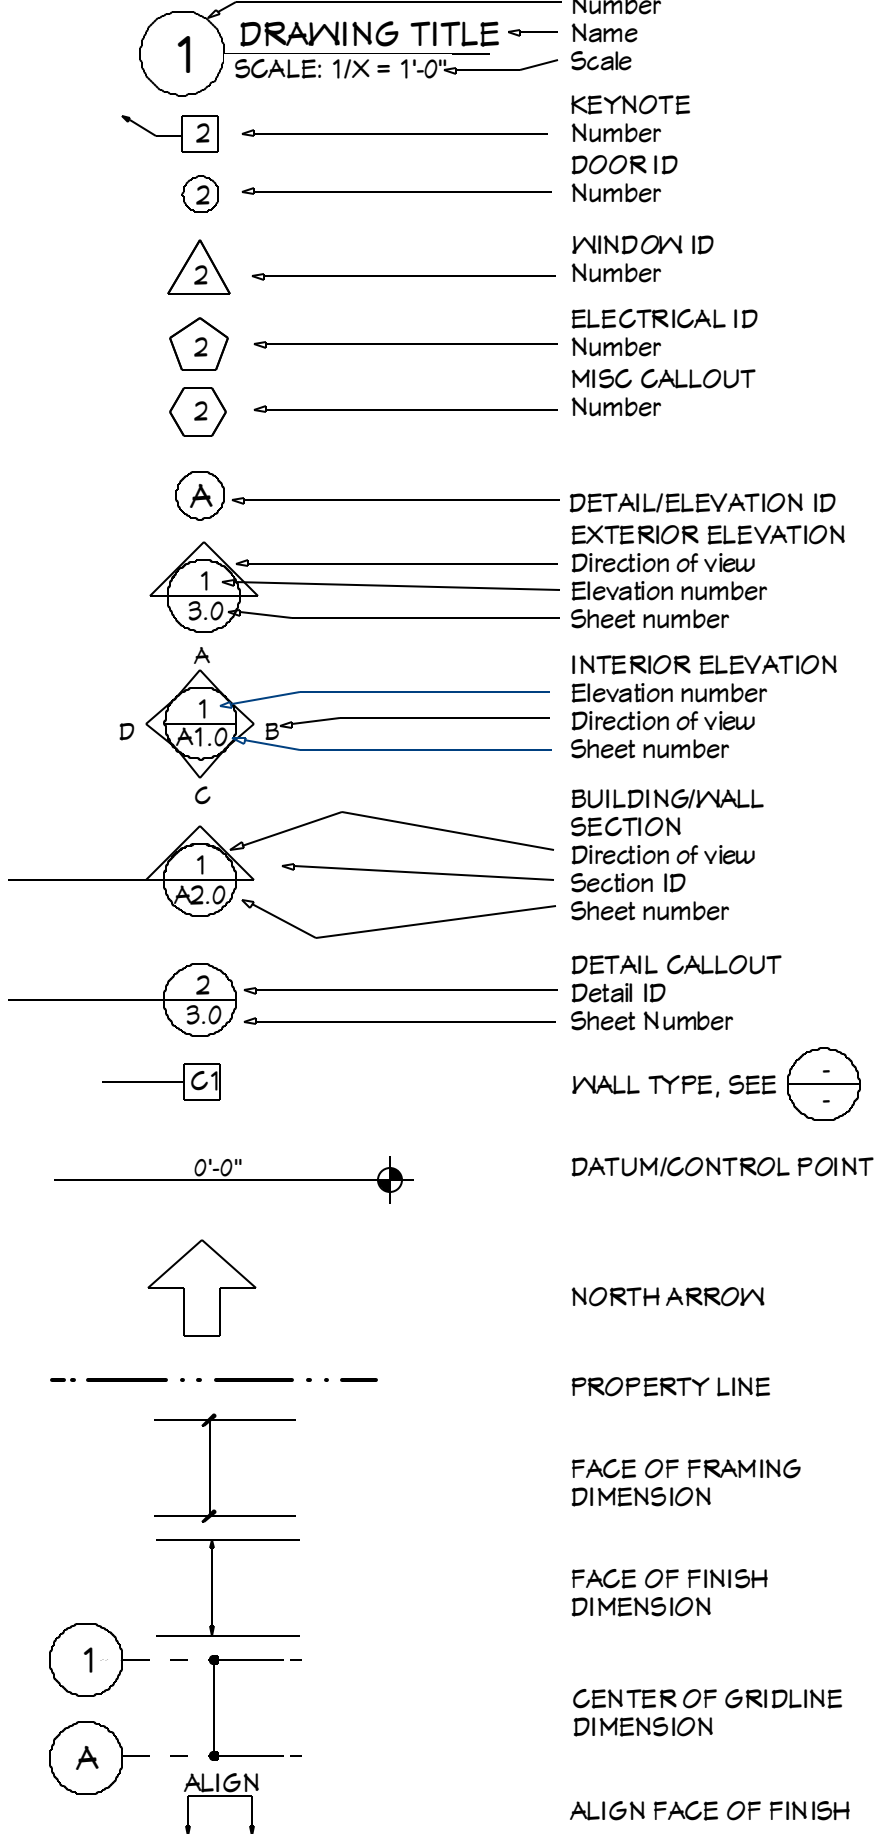 Number
1 DRAWING TITLE Name
SCALE: 1/X = 1'-0" Scale
KEYNOTE
2 Number
DOOR ID
2 Number
WINDOW ID
2 Number
ELECTRICAL ID
2 Number
MISC CALLOUT
2 Number
A DETAIL/ELEVATION ID
EXTERIOR ELEVATION
Direction of view
1 Elevation number
3.0 Sheet number
A
INTERIOR ELEVATION
1 Elevation number
D B Direction of view
A1.0 Sheet number
C
BUILDING/WALL
SECTION
1 Direction of view
Section ID
A2.0 Sheet number
DETAIL CALLOUT
2 Detail ID
3.0 Sheet Number
C1 WALL TYPE, SEE -
-
0'-0" DATUM/CONTROL POINT
NORTH ARROW
PROPERTY LINE
FACE OF FRAMING
DIMENSION
FACE OF FINISH
DIMENSION
1
CENTER OF GRIDLINE
DIMENSION
A
ALIGN
ALIGN FACE OF FINISH